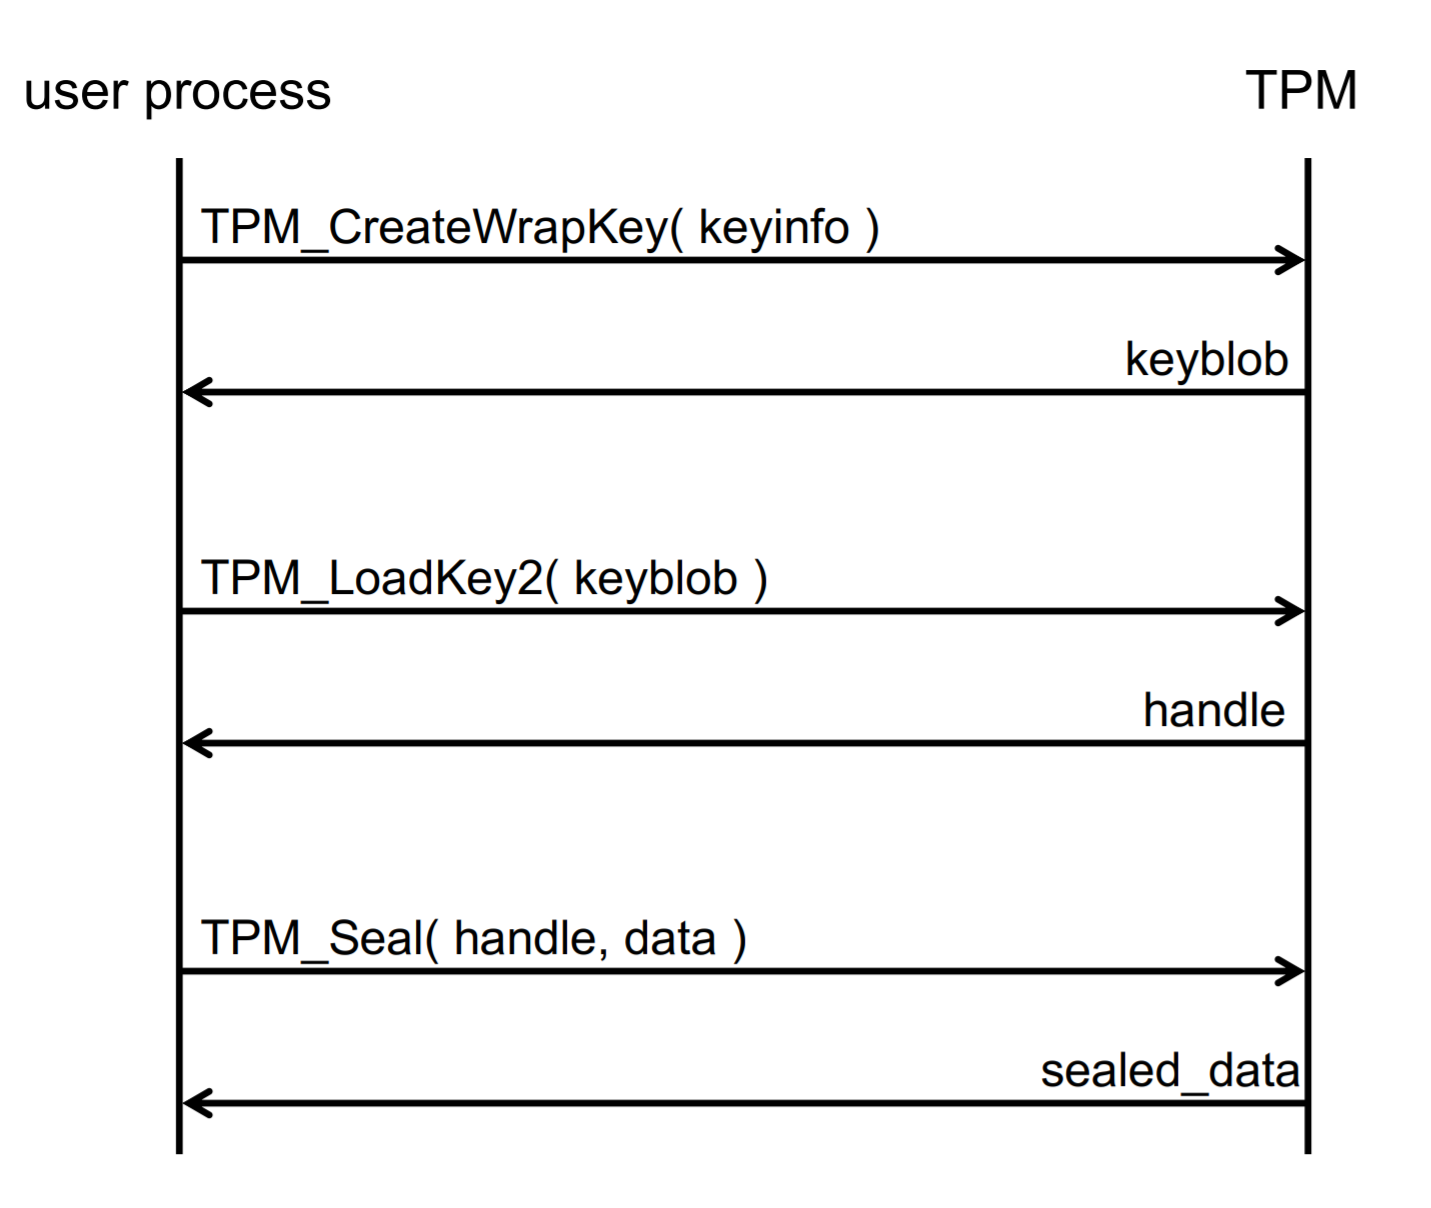 user process
TPM
TPM_CreateWrapKey( keyinfo )
keyblob
TPM_LoadKey2( keyblob )
handle
TPM_Seal( handle, data )
sealed_data